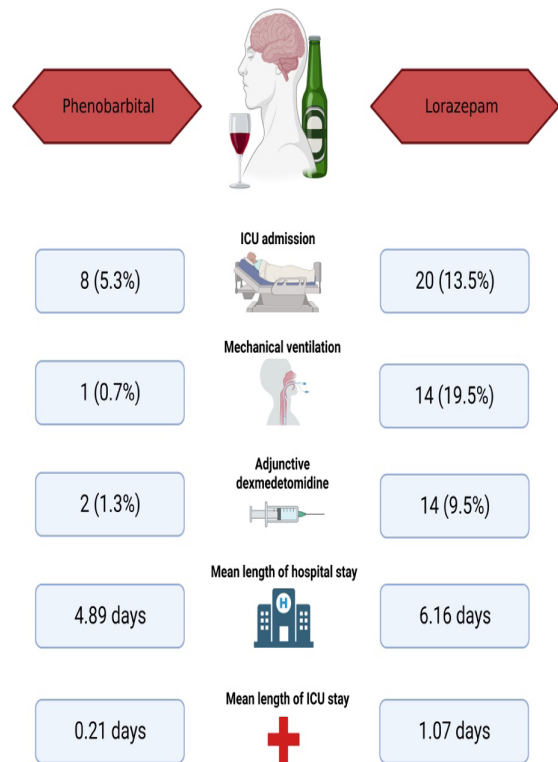 Phenobarbital
Lorazepam
ICU admission
8 (5.3%)
20 (13.5%)
Mechanical ventilation
1 (0.7%)
14 (19.5%)
Adjunctive
dexmedetomidine
2 (1.3%)
14 (9.5%)
Mean length of hospital stay
H
4.89 days
6.16 days
Mean length of ICU stay
0.21 days
1.07 days